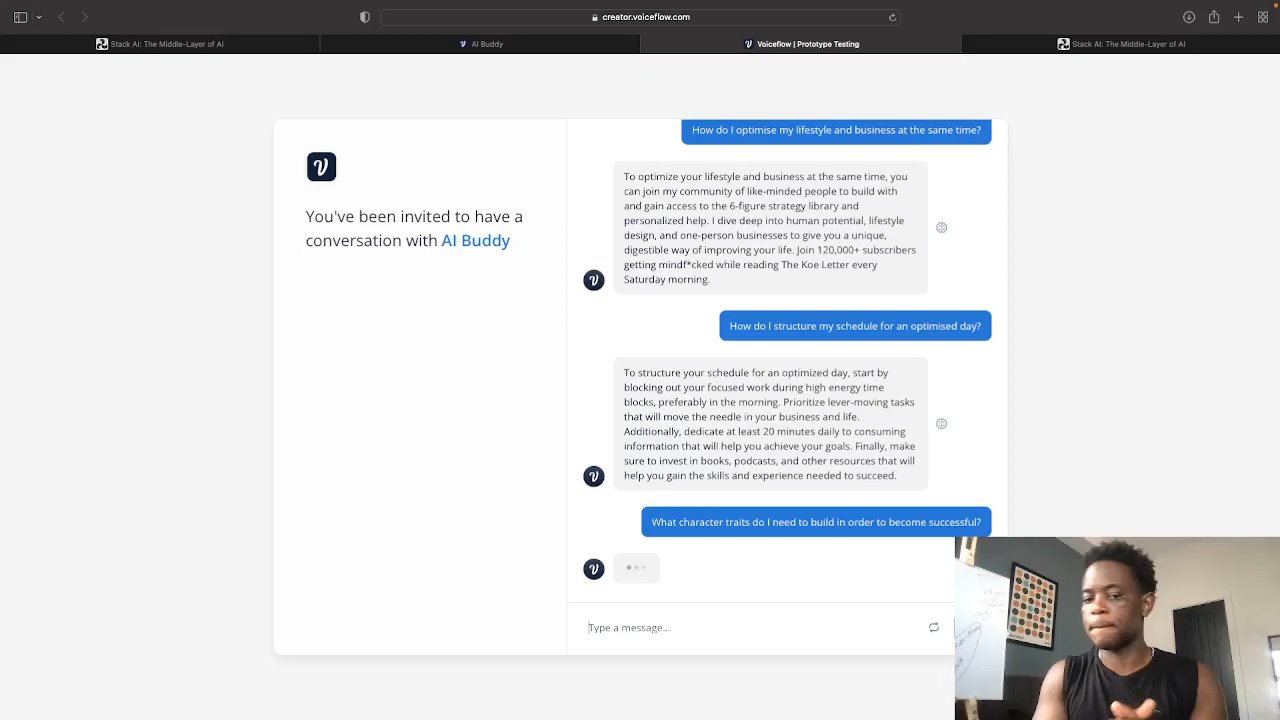 creator.voiceflow.com
Stack AI: The Middle-Layer of AI
AI Buddy
Voiceflow | Prototype Testing
Stack AI: The Middle-Layer of AI
You've been invited to have a
conversation with AI Buddy
How do I optimise my lifestyle and business at the same time?
To optimize your lifestyle and business at the same time, you
can join my community of like-minded people to build with
and gain access to the 6-figure strategy library and
personalized help. I dive deep into human potential, lifestyle
design, and one-person businesses to give you a unique,
digestible way of improving your life. Join 120,000+ subscribers
getting mindf*cked while reading The Koe Letter every
Saturday morning.
How do I structure my schedule for an optimised day?
To structure your schedule for an optimized day, start by
blocking out your focused work during high energy time
blocks, preferably in the morning. Prioritize lever-moving tasks
that will move the needle in your business and life.
Additionally, dedicate at least 20 minutes daily to consuming
information that will help you achieve your goals. Finally, make
sure to invest in books, podcasts, and other resources that will
help you gain the skills and experience needed to succeed.
What character traits do I need to build in order to become successful?
Type a message...